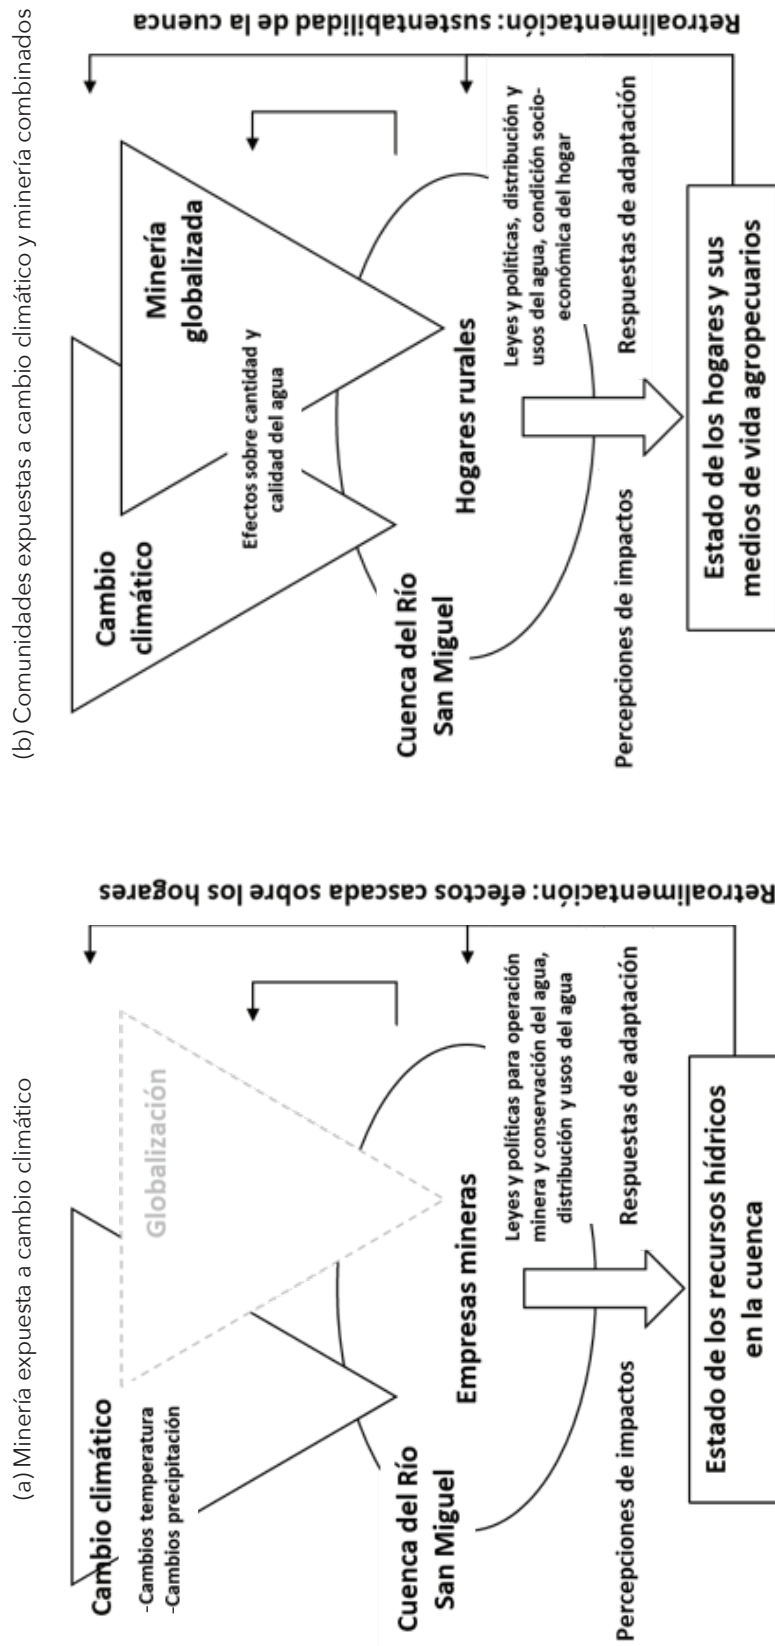 (a) Minería expuesta a cambio climático
Cambio climático
-Cambios temperatura
-Cambios precipitación
Globalización
Cuenca del Río
San Miguel
Empresas mineras
Leyes y políticas para operación
minera y conservación del agua,
distribución y usos del agua
Percepciones de impactos
Respuestas de adaptación
Estado de los recursos hídricos
en la cuenca
Retroalimentación: efectos cascada sobre los hogares
(b) Comunidades expuestas a cambio climático y minería combinados
Cambio
climático
Minería
globalizada
Efectos sobre cantidad y
calidad del agua
Cuenca del Río
San Miguel
Hogares rurales
Leyes y políticas, distribución y
usos del agua, condición socio-
económica del hogar
Percepciones de impactos
Respuestas de adaptación
Estado de los hogares y sus
medios de vida agropecuarios
Retroalimentación: sustentabilidad de la cuenca